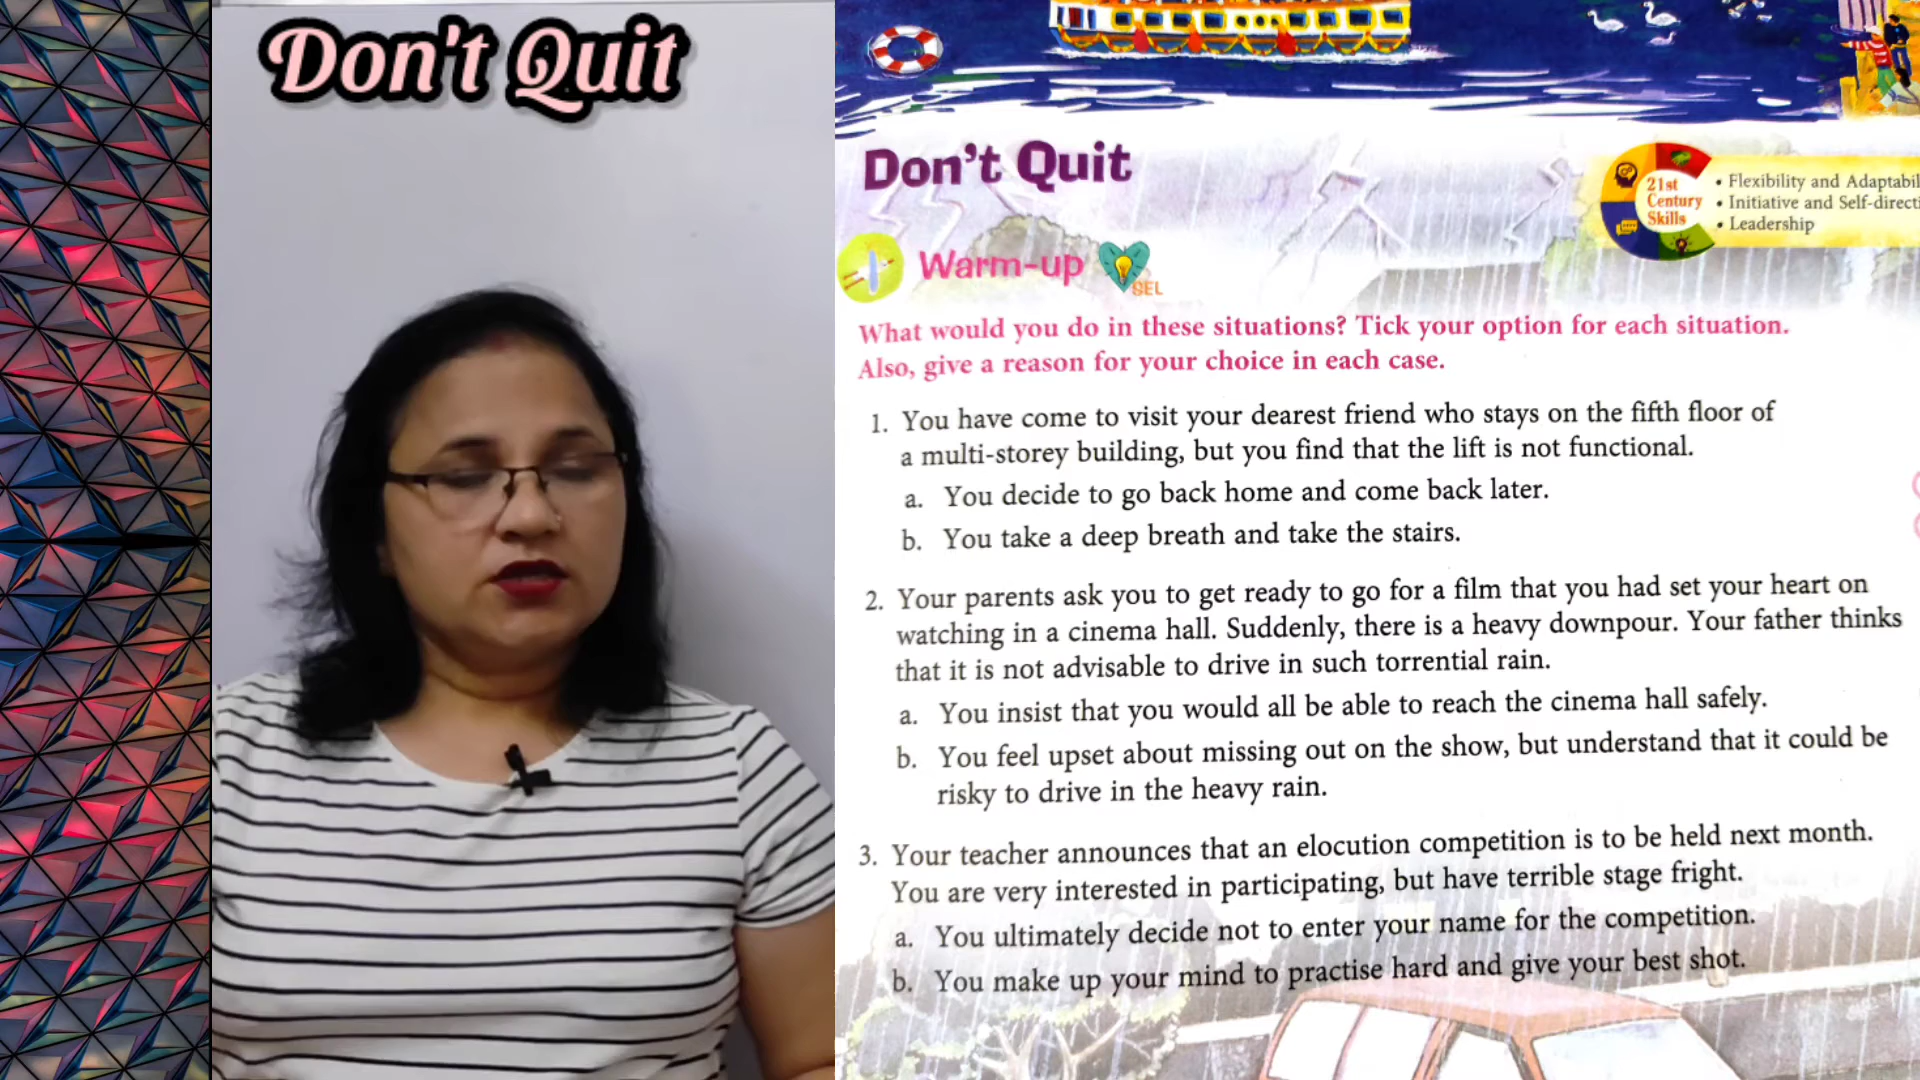 Don't Quit
Don't Quit
21st
Century
Skills
• Flexibility and
• Initiative and
• Leadership
Warm-up
SEL
What would you do in these situations? Tick your option for each situation.
Also, give a reason for your choice in each case.
1. You have come to visit your dearest friend who stays on the fifth floor of
a multi-storey building, but you find that the lift is not functional.
a. You decide to go back home and come back later.
b. You take a deep breath and take the stairs.
2. Your parents ask you to get ready to go for a film that you had set your heart on
watching in a cinema hall. Suddenly, there is a heavy downpour. Your father thinks
that it is not advisable to drive in such torrential rain.
a. You insist that you would all be able to reach the cinema hall safely.
b. You feel upset about missing out on the show, but understand that it could be
risky to drive in the heavy rain.
3. Your teacher announces that an elocution competition is to be held next month.
You are very interested in participating, but have terrible stage fright.
a. You ultimately decide not to enter your name for the competition.
b. You make up your mind to practise hard and give your best shot.